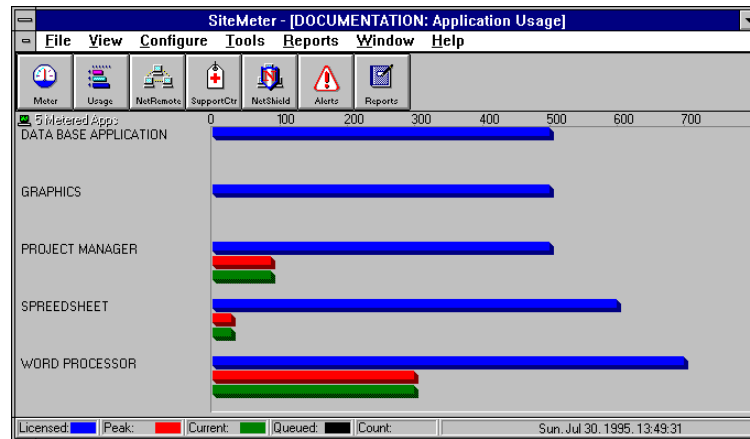 SiteMeter - [DOCUMENTATION: Application Usage]
File View Configure Tools Reports Window Help
Meter Usage NetRemote SupportCtr NetShield Alerts Reports
5 Metered Apps
0 100 200 300 400 500 600 700
DATA BASE APPLICATION
GRAPHICS
PROJECT MANAGER
SPREEDSHEET
WORD PROCESSOR
Licensed: Peak: Current: Queued: Count: Sun. Jul 30. 1995. 13:49:31